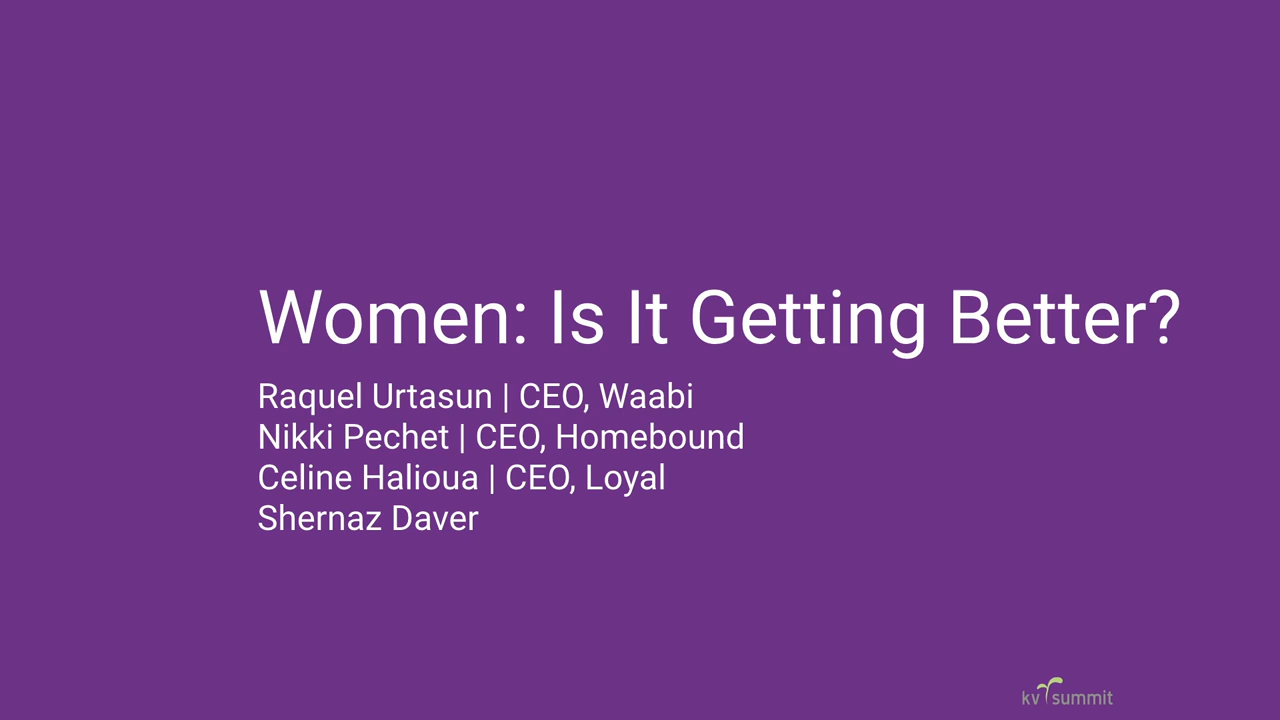 Women: Is It Getting Better?
Raquel Urtasun | CEO, Waabi
Nikki Pechet | CEO, Homebound
Celine Halioua | CEO, Loyal
Shernaz Daver
kv summit